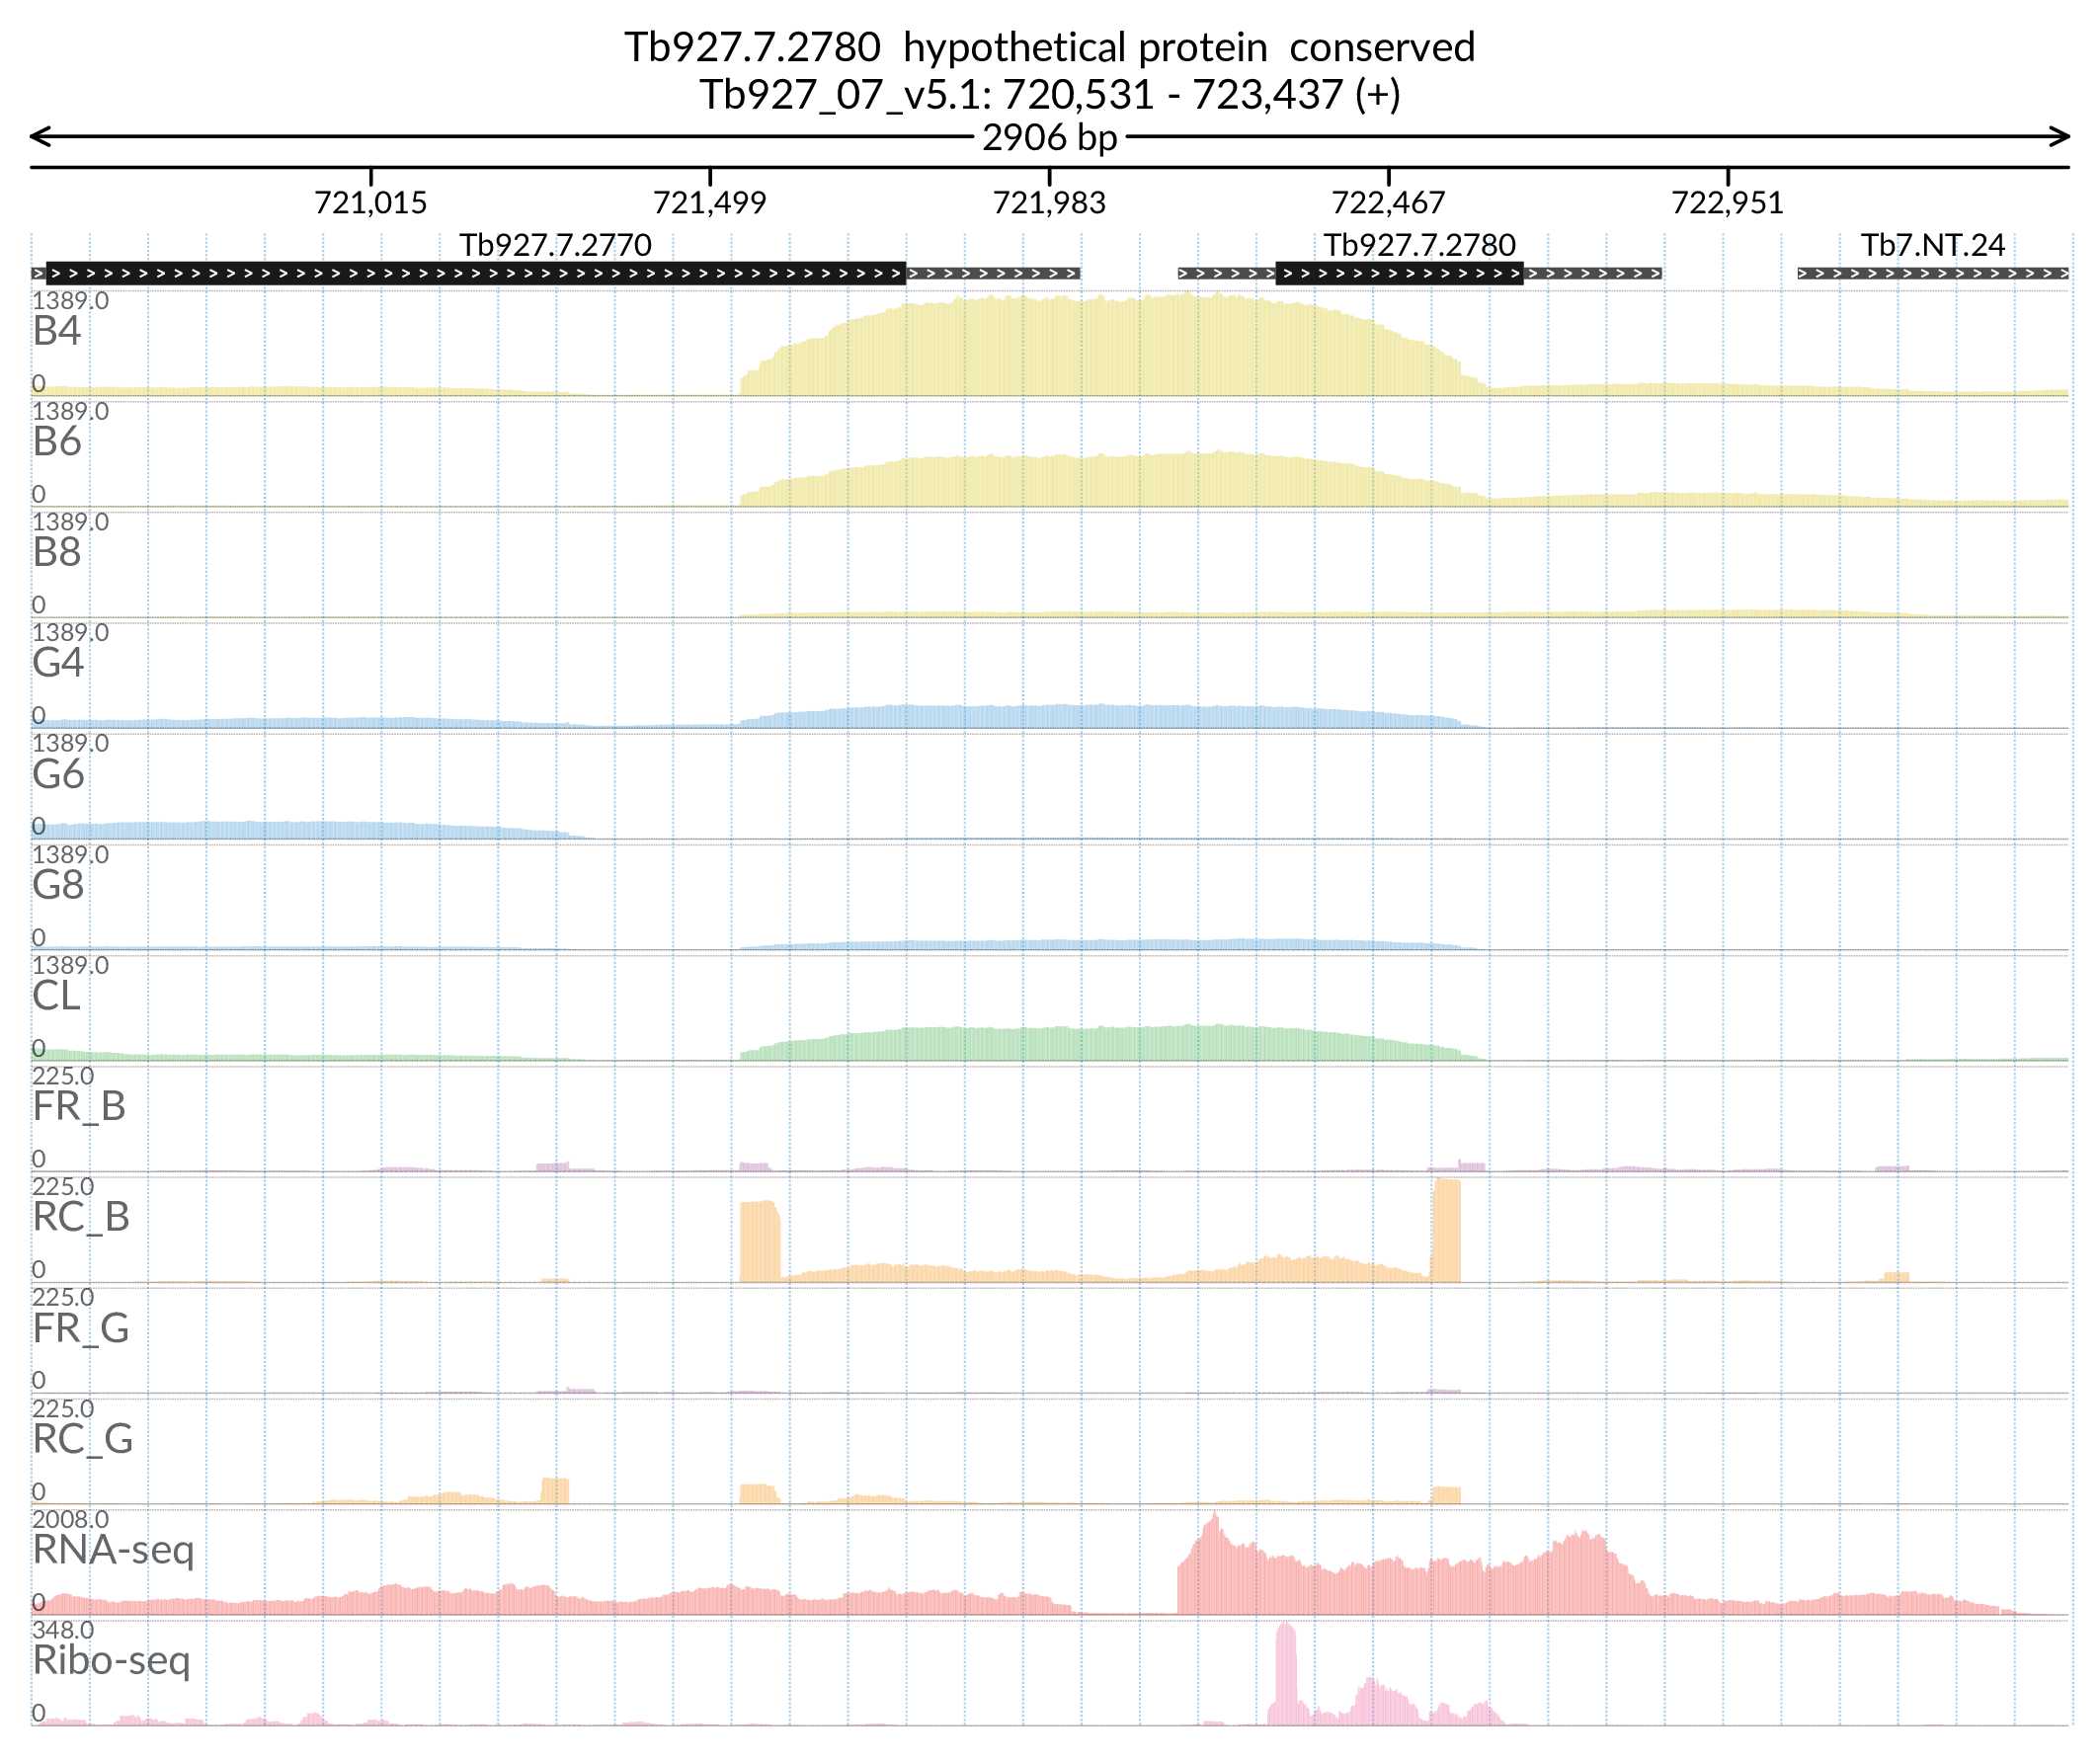 Tb927.7.2780  hypothetical protein  conserved
Tb927_07_v5.1: 720,531 - 723,437 (+)
2906 bp
721,015 721,499 721,983 722,467 722,951
Tb927.7.2770 Tb927.7.2780 Tb7.NT.24
1389.0
B4
0
1389.0
B6
0
1389.0
B8
0
1389.0
G4
0
1389.0
G6
0
1389.0
G8
0
1389.0
CL
0
225.0
FR_B
0
225.0
RC_B
0
225.0
FR_G
0
225.0
RC_G
0
2008.0
RNA-seq
0
348.0
Ribo-seq
0